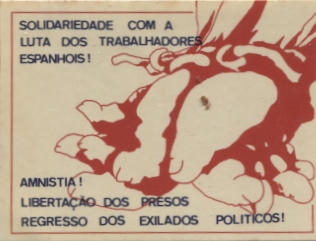 SOLIDARIEDADE COM A
LUTA DOS TRABALHADORES
ESPANHOIS!
AMNISTIA!
LIBERTAÇÃO DOS PRESOS
REGRESSO DOS EXILADOS POLITICOS!